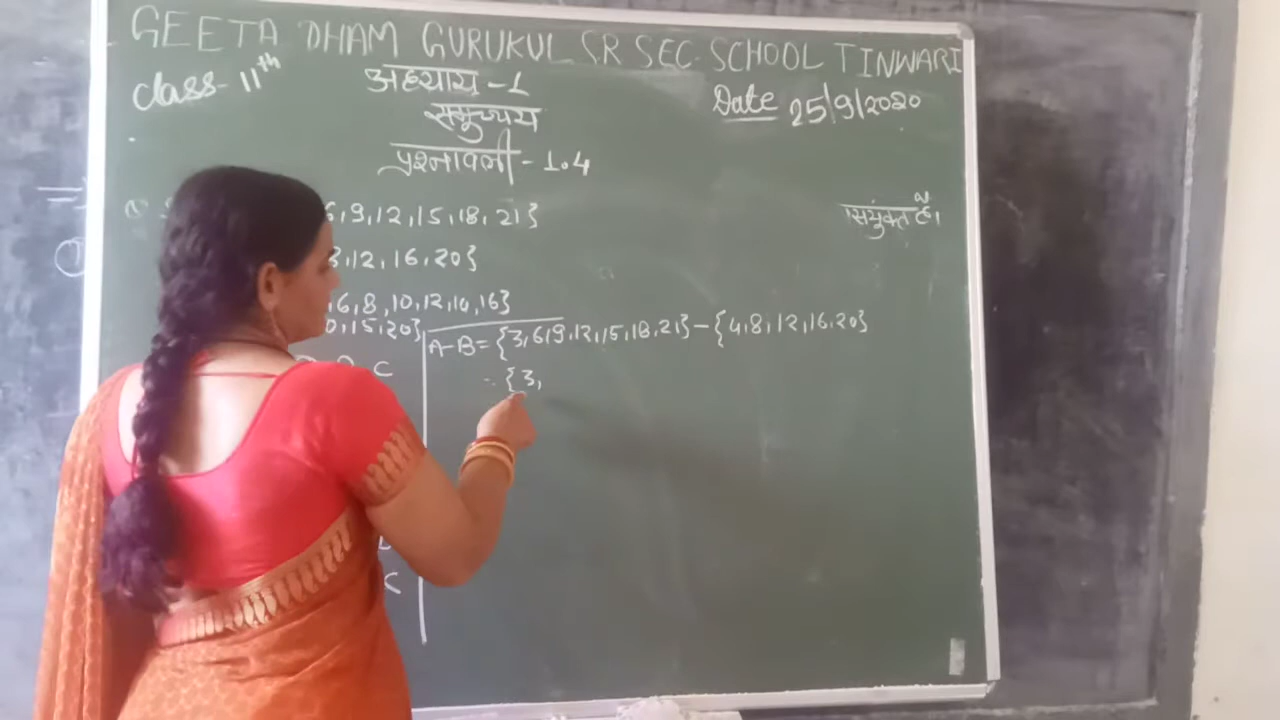 GEETA DHAM GURUKUL SR SEC. SCHOOL TINWARI
class-11th
अध्याय-1
Date 25/9/2020
समुच्चय
प्रश्नावली-1.4
संयुक्त है।
6,9,12,15,18,21}
8,12,16,20}
,6,8,10,12,14,16}
0,15,20}
A-B={3,6,9,12,15,18,21}-{4,8,12,16,20}
= {3,
C
C